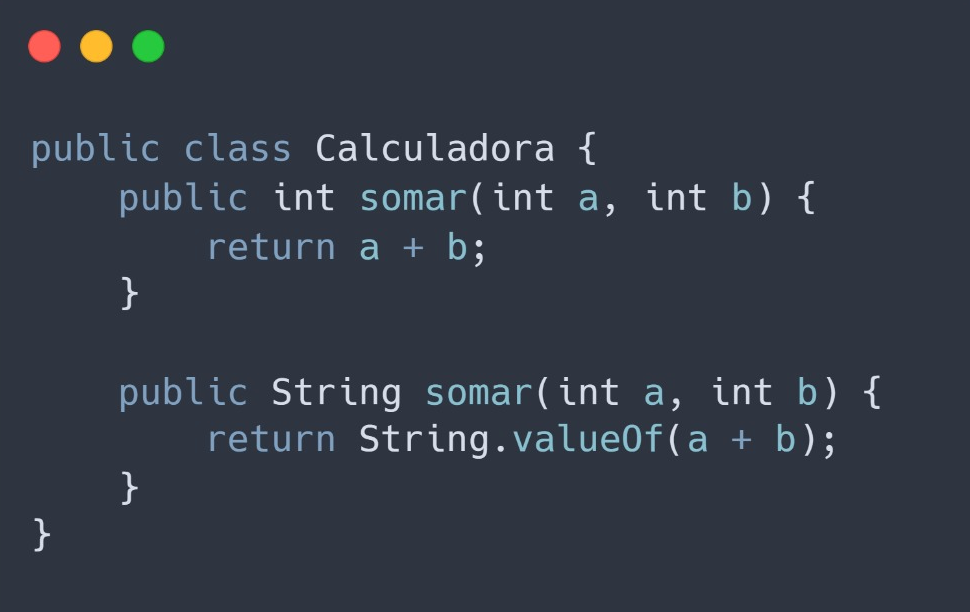 public class Calculadora {
    public int somar(int a, int b) {
        return a + b;
    }

    public String somar(int a, int b) {
        return String.valueOf(a + b);
    }
}